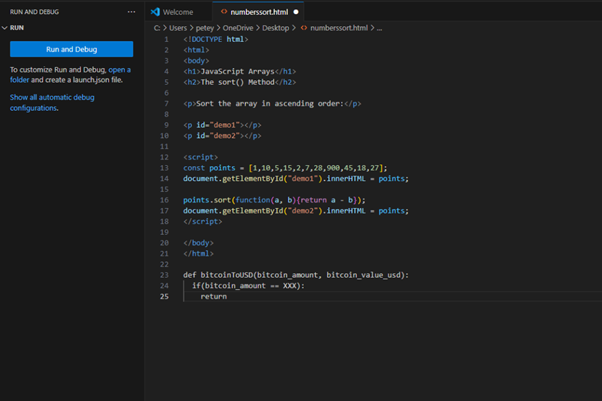 RUN AND DEBUG ...
RUN
Run and Debug
To customize Run and Debug, open a
folder and create a launch.json file.
Show all automatic debug
configurations.
Welcome
numberssort.html
C: > Users > petey > OneDrive > Desktop > numberssort.html > ...
1 <!DOCTYPE html>
2 <html>
3 <body>
4 <h1>JavaScript Arrays</h1>
5 <h2>The sort() Method</h2>
6
7 <p>Sort the array in ascending order:</p>
8
9 <p id="demo1"></p>
10 <p id="demo2"></p>
11
12 <script>
13 const points = [1,10,5,15,2,7,28,900,45,18,27];
14 document.getElementById("demo1").innerHTML = points;
15
16 points.sort(function(a, b){return a - b});
17 document.getElementById("demo2").innerHTML = points;
18 </script>
19
20 </body>
21 </html>
22
23 def bitcoinToUSD(bitcoin_amount, bitcoin_value_usd):
24 if(bitcoin_amount == XXX):
25 return